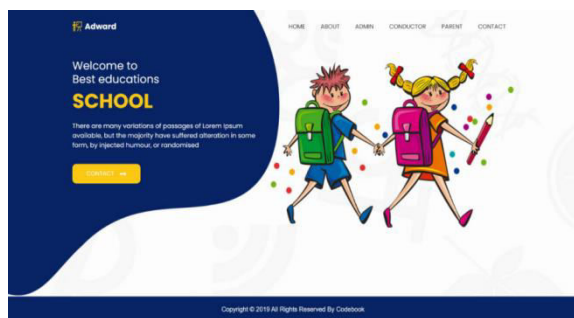 Adward
HOME ABOUT ADMIN CONDUCTOR PARENT CONTACT
Welcome to
Best educations
SCHOOL
There are many variations of passages of Lorem Ipsum
available, but the majority have suffered alteration in some
form, by injected humour, or randomised
CONTACT
Copyright © 2019 All Rights Reserved By Codebook